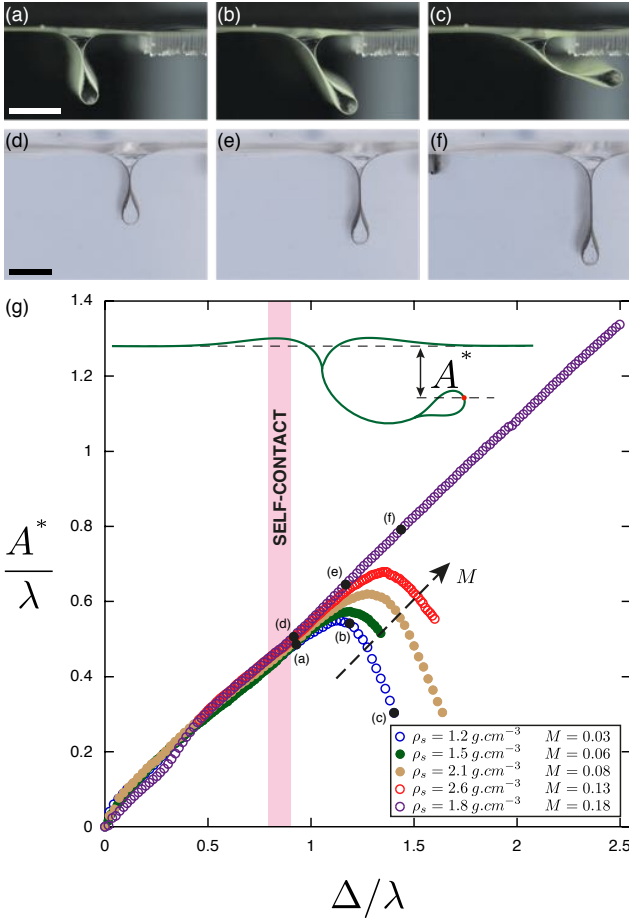 (a)
(b)
(c)
(d)
(e)
(f)
(g)
1.4
1.2
1
0.8
0.6
0.4
0.2
0
A*
λ
A*
SELF-CONTACT
(f)
(e)
(d)
(a)
(b)
(c)
M
ρs = 1.2 g.cm−3 M = 0.03
ρs = 1.5 g.cm−3 M = 0.06
ρs = 2.1 g.cm−3 M = 0.08
ρs = 2.6 g.cm−3 M = 0.13
ρs = 1.8 g.cm−3 M = 0.18
0 0.5 1 1.5 2 2.5
Δ/λ